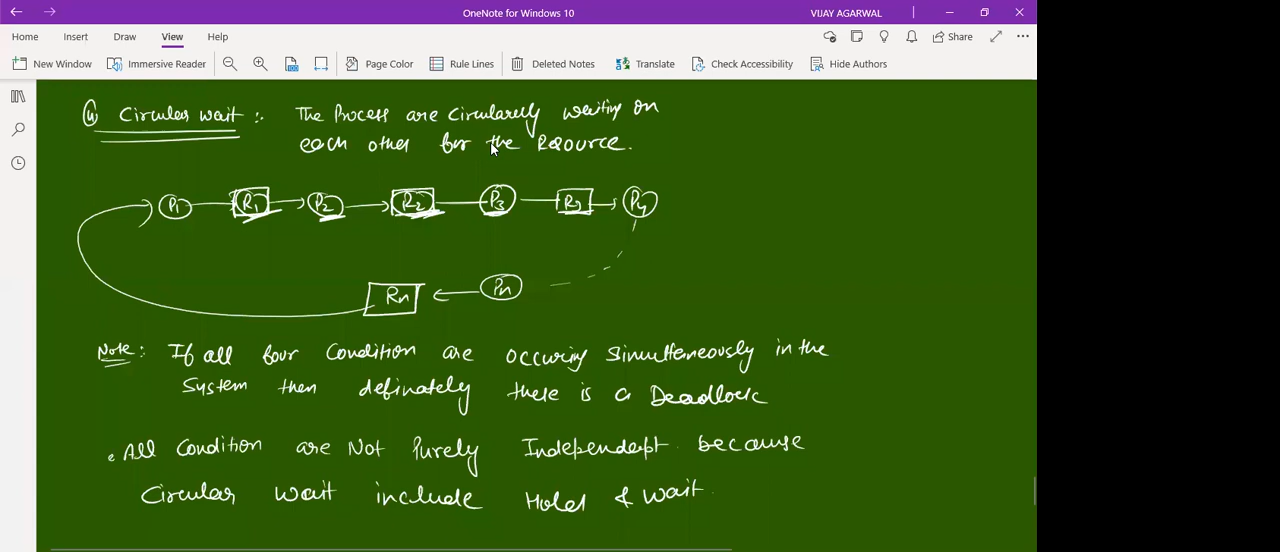 OneNote for Windows 10
VIJAY AGARWAL
Home Insert Draw View Help
Share
New Window Immersive Reader Page Color Rule Lines Deleted Notes Translate Check Accessibility Hide Authors
Circular wait :. The Process are circularely waiting on
each other for the Resource.
P1 R1 P2 R2 P3 R3 P4
Rn Pn
Note: If all four Condition are occuring simultaneously in the
System then definately there is a Deadlock
All Condition are Not Purely Independept because
Circular wait include Hold & wait.